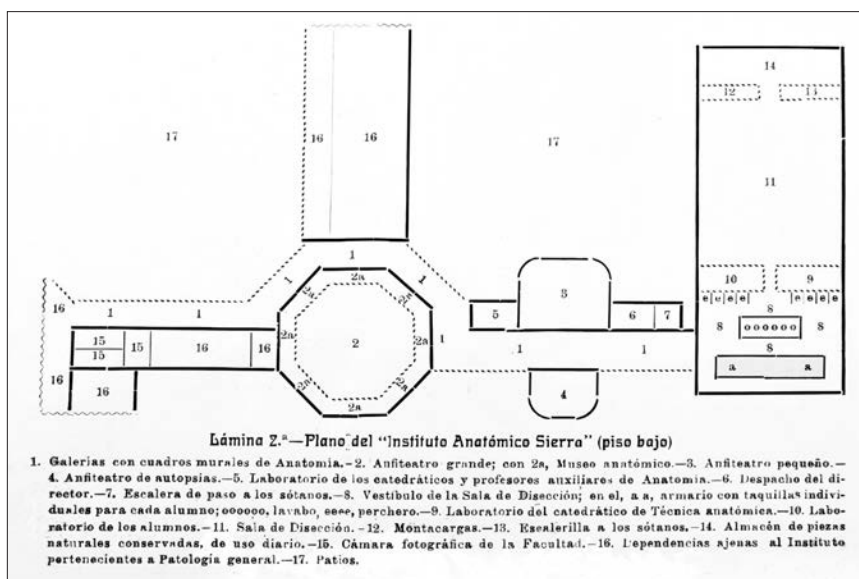 14
12
13
17
16
16
17
11
1
10
9
1
1
2a
e e e e
e e e e
16
2a
2a
3
8
1
1
5
6
7
8
oooooo
8
15
15
15
16
16
2a
2
2a
1
1
1
8
16
16
2a
2a
4
a
a
2a
Lámina 2.ª—Plano del "Instituto Anatómico Sierra" (piso bajo)
1. Galerías con cuadros murales de Anatomía.-2. Anfiteatro grande; con 2a, Museo anatómico.—3. Anfiteatro pequeño.—
4. Anfiteatro de autopsias.—5. Laboratorio de los catedráticos y profesores auxiliares de Anatomía.—6. Despacho del di-
rector.—7. Escalera de paso a los sótanos.—8. Vestíbulo de la Sala de Disección; en el, a a, armario con taquillas indivi-
duales para cada alumno; oooooo, lavabo, eeee, perchero.—9. Laboratorio del catedrático de Técnica anatómica.—10. Labo-
ratorio de los alumnos.—11. Sala de Disección.-12. Montacargas.—13. Escalerilla a los sótanos.—14. Almacén de piezas
naturales conservadas, de uso diario.—15. Cámara fotográfica de la Facultad.—16. Dependencias ajenas al Instituto
pertenecientes a Patología general.—17. Patios.